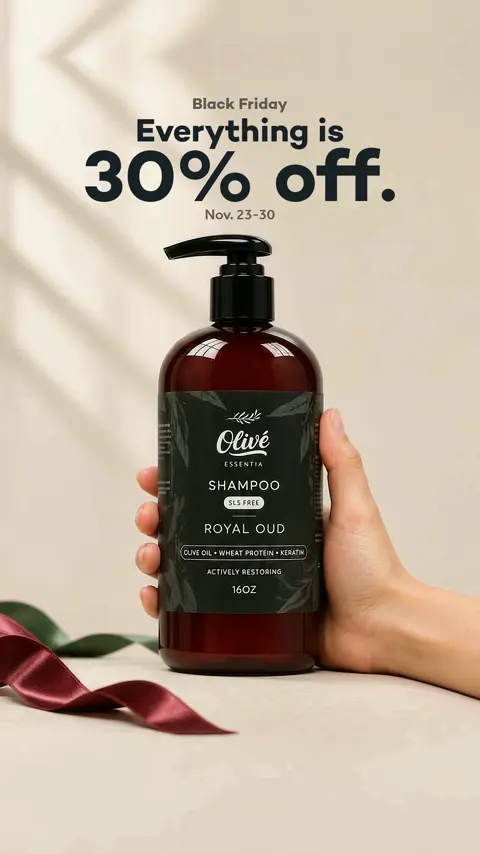 Black Friday
Everything is
30% off.
Nov. 23-30
Olivé
ESSENTIA
SHAMPOO
SLS FREE
ROYAL OUD
OLIVE OIL • WHEAT PROTEIN • KERATIN
ACTIVELY RESTORING
16OZ